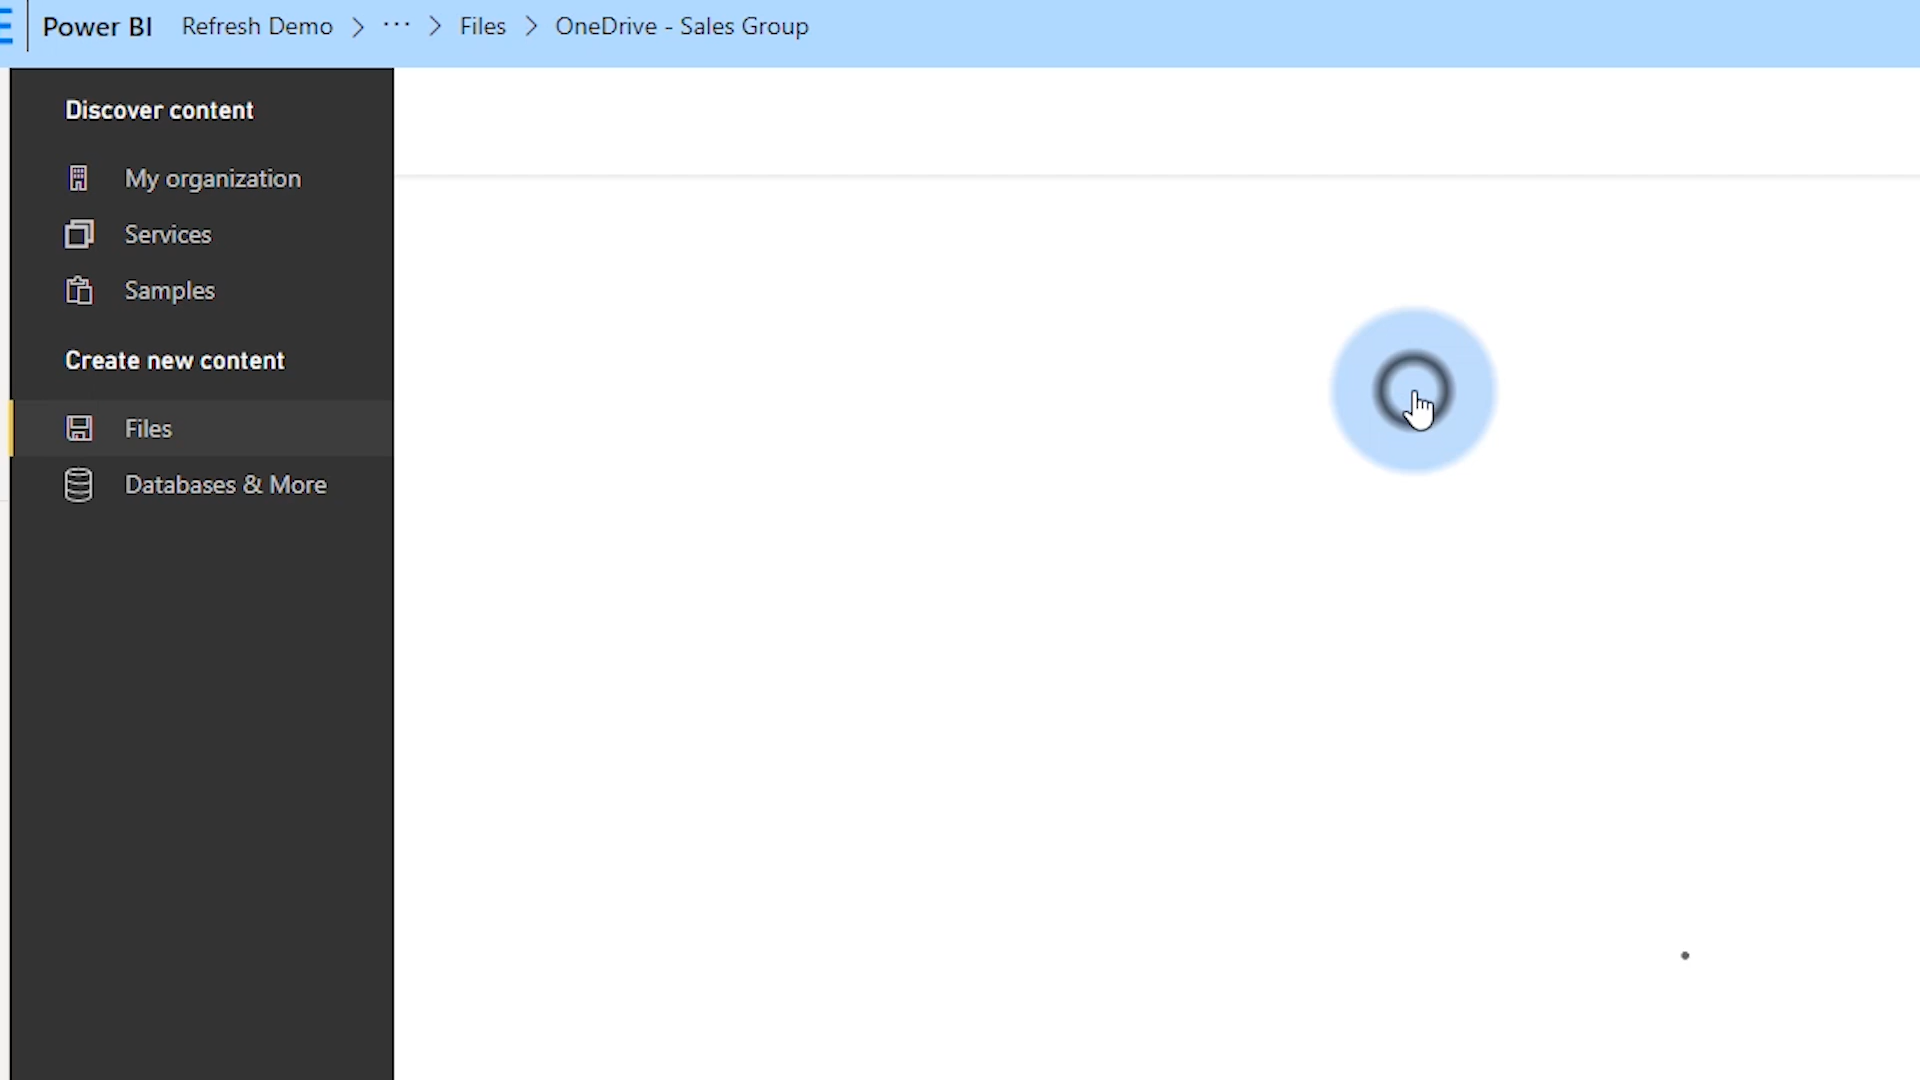 Power BI Refresh Demo > ··· > Files > OneDrive - Sales Group
Discover content
My organization
Services
Samples
Create new content
Files
Databases & More